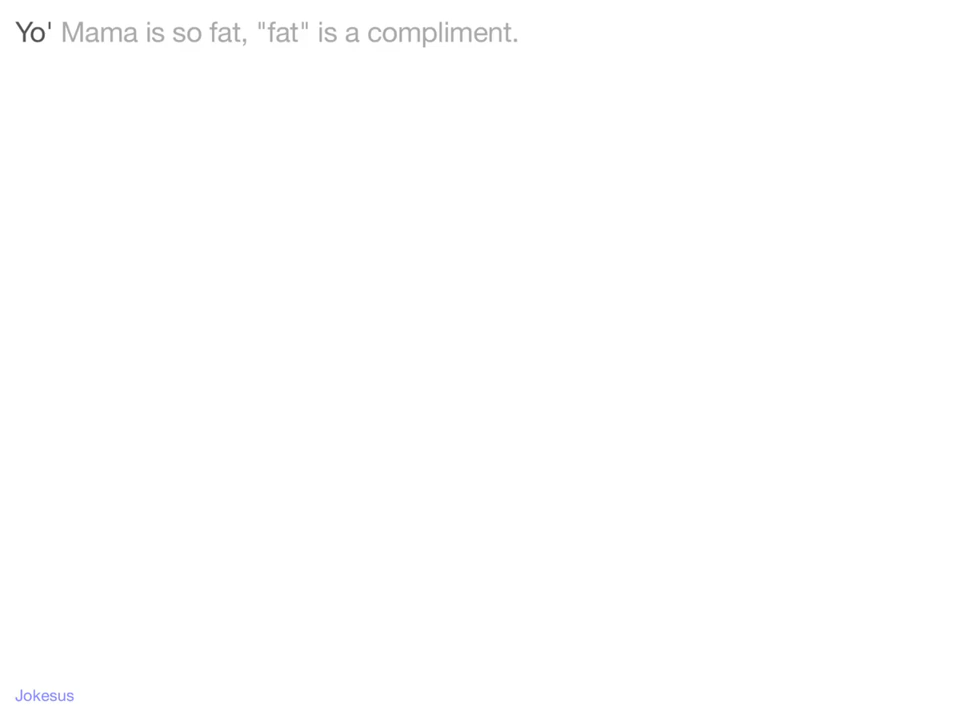 Yo' Mama is so fat, "fat" is a compliment.
Jokesus